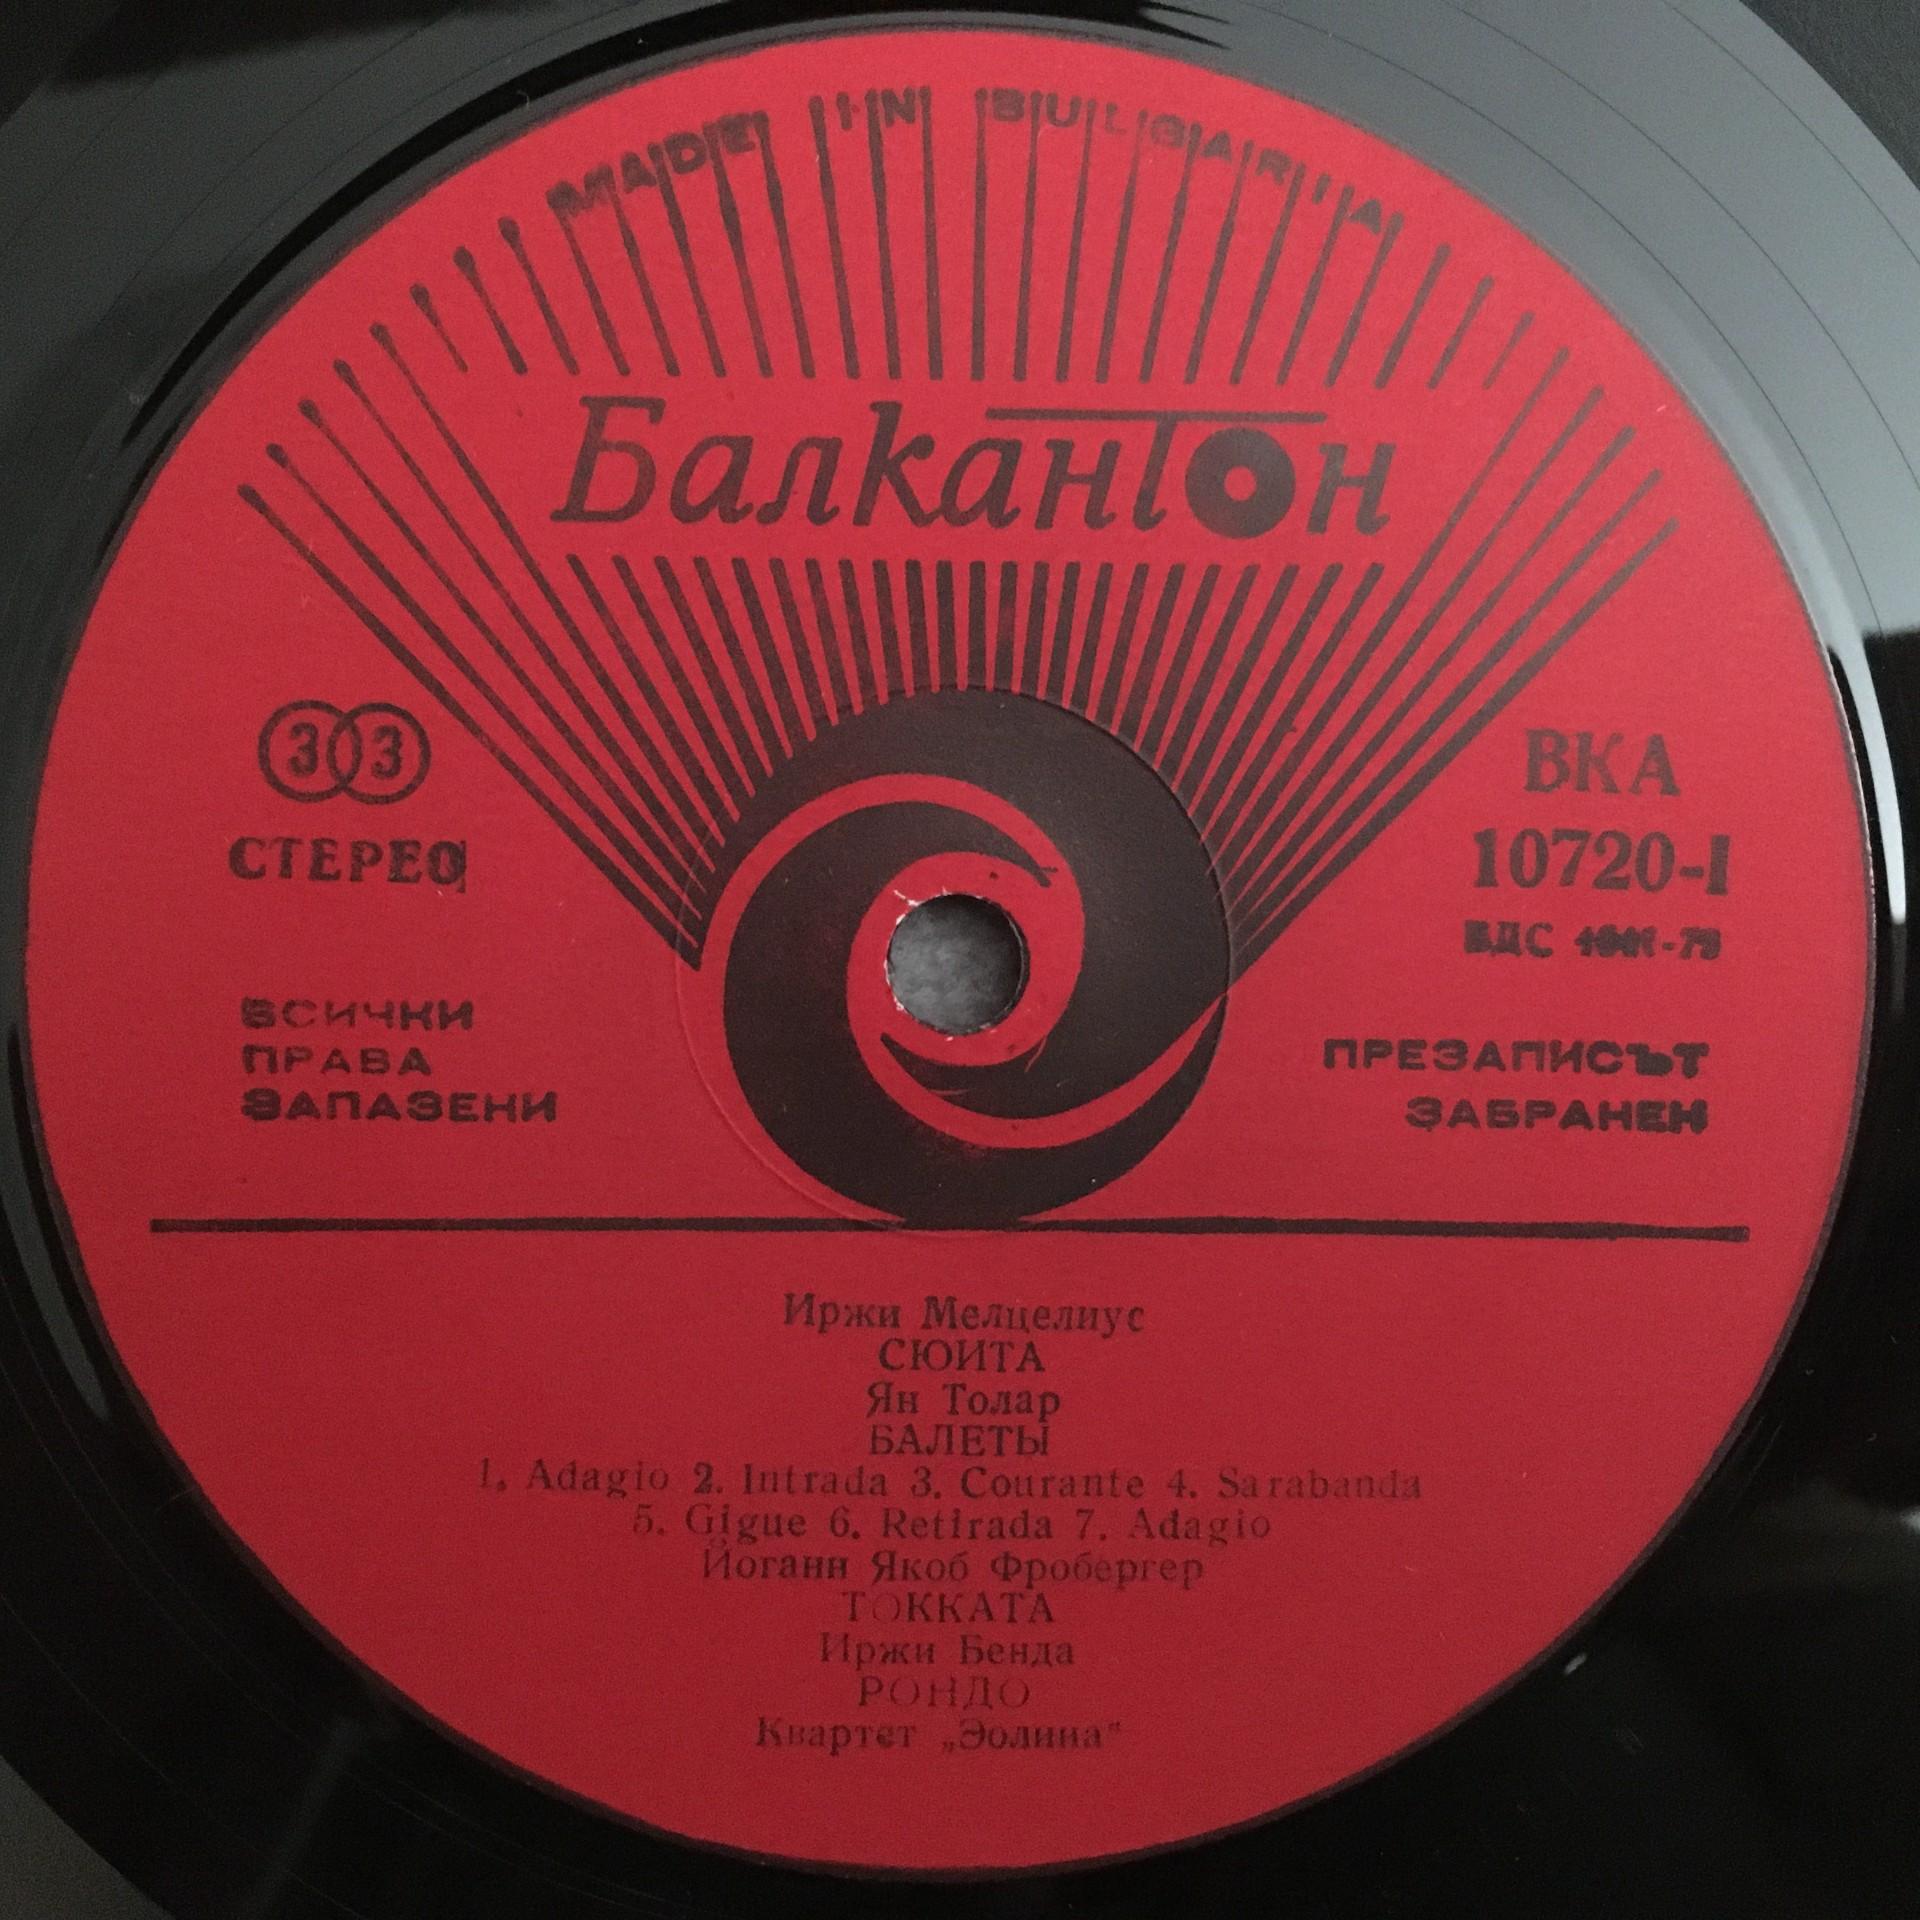 MADE IN BULGARIA
Балкантон
33
СТЕРЕО
ВКА
10720-I
БДС
ВСИЧКИ
ПРАВА
ЗАПАЗЕНИ
ПРЕЗАПИСЪТ
ЗАБРАНЕН
Иржи Мелцелиус
СЮИТА
Ян Толар
БАЛЕТЫ
1. Adagio 2. Intrada 3. Courante 4. Sarabanda
5. Gigue 6. Retirada 7. Adagio
Йоганн Якоб Фробергер
ТОККАТА
Иржи Бенда
РОНДО
Квартет „Эолина“